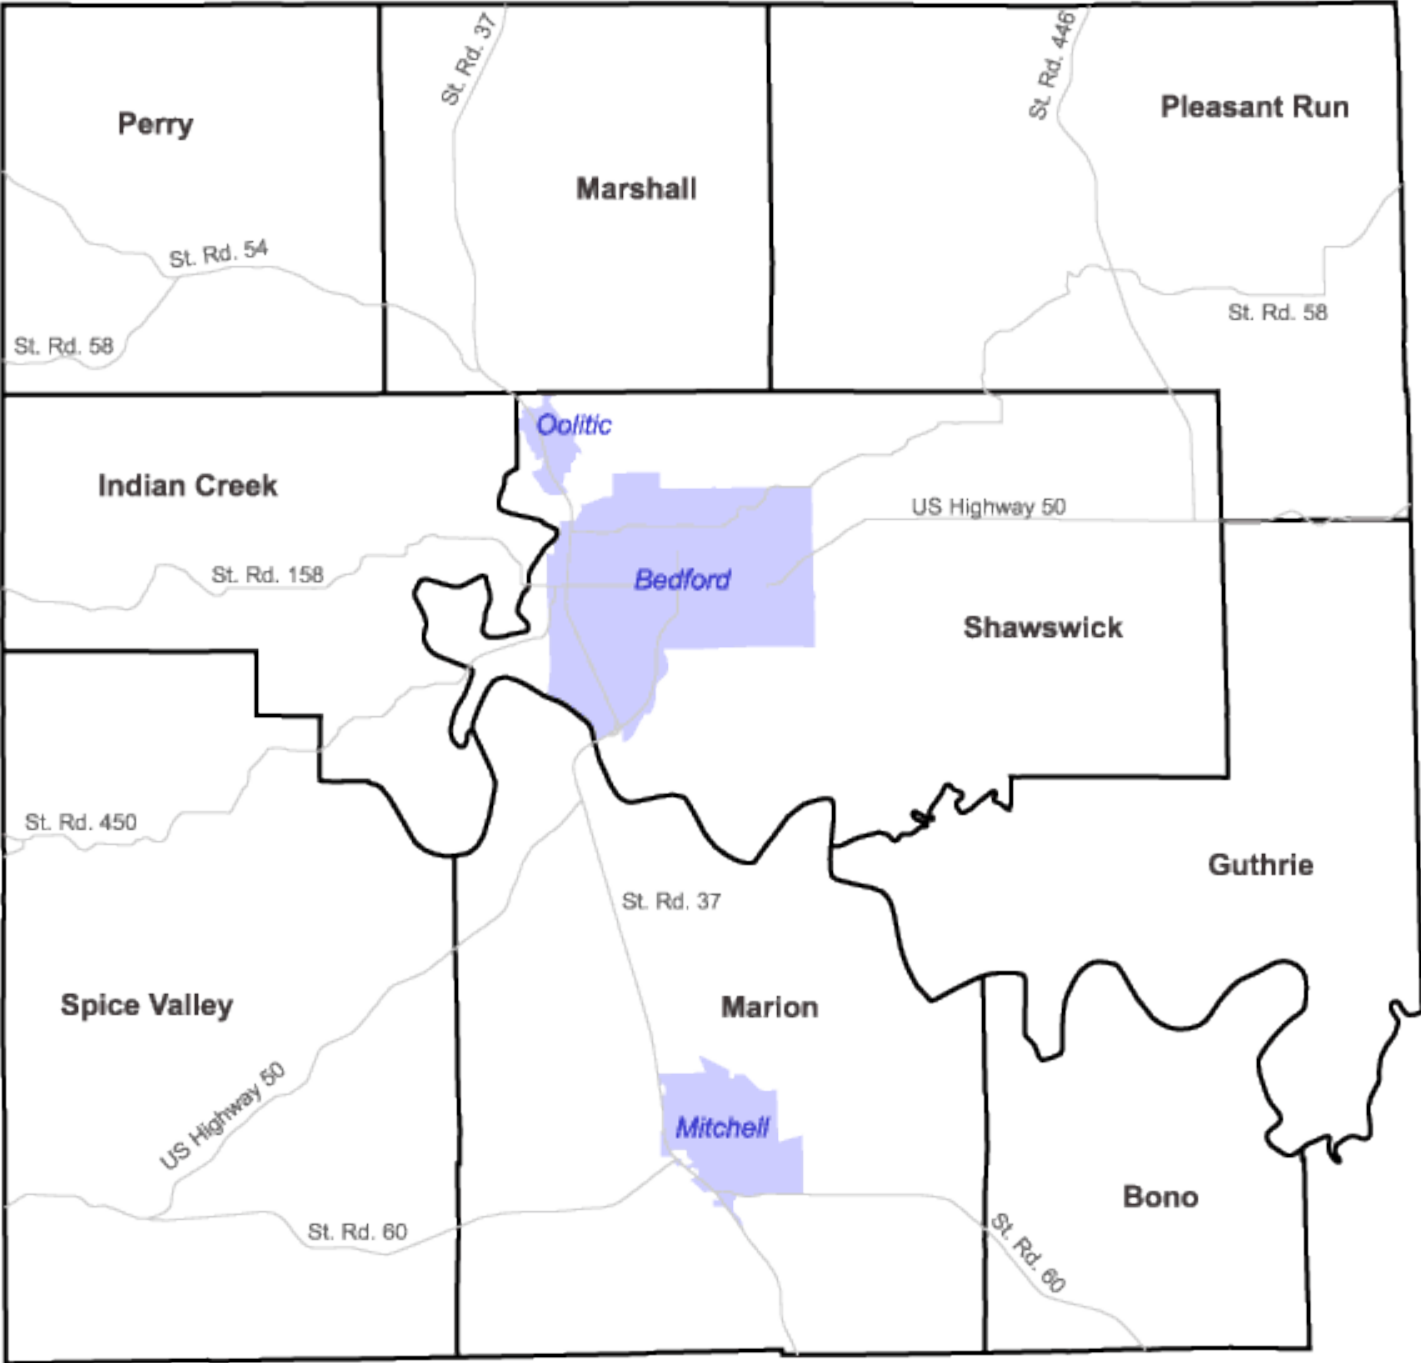 St. Rd. 37
St. Rd. 446
Pleasant Run
Perry
Marshall
St. Rd. 54
St. Rd. 58
St. Rd. 58
Oolitic
Indian Creek
US Highway 50
St. Rd. 158
Bedford
Shawswick
St. Rd. 450
Guthrie
St. Rd. 37
Spice Valley
Marion
US Highway 50
Mitchell
Bono
St. Rd. 60
St. Rd. 60